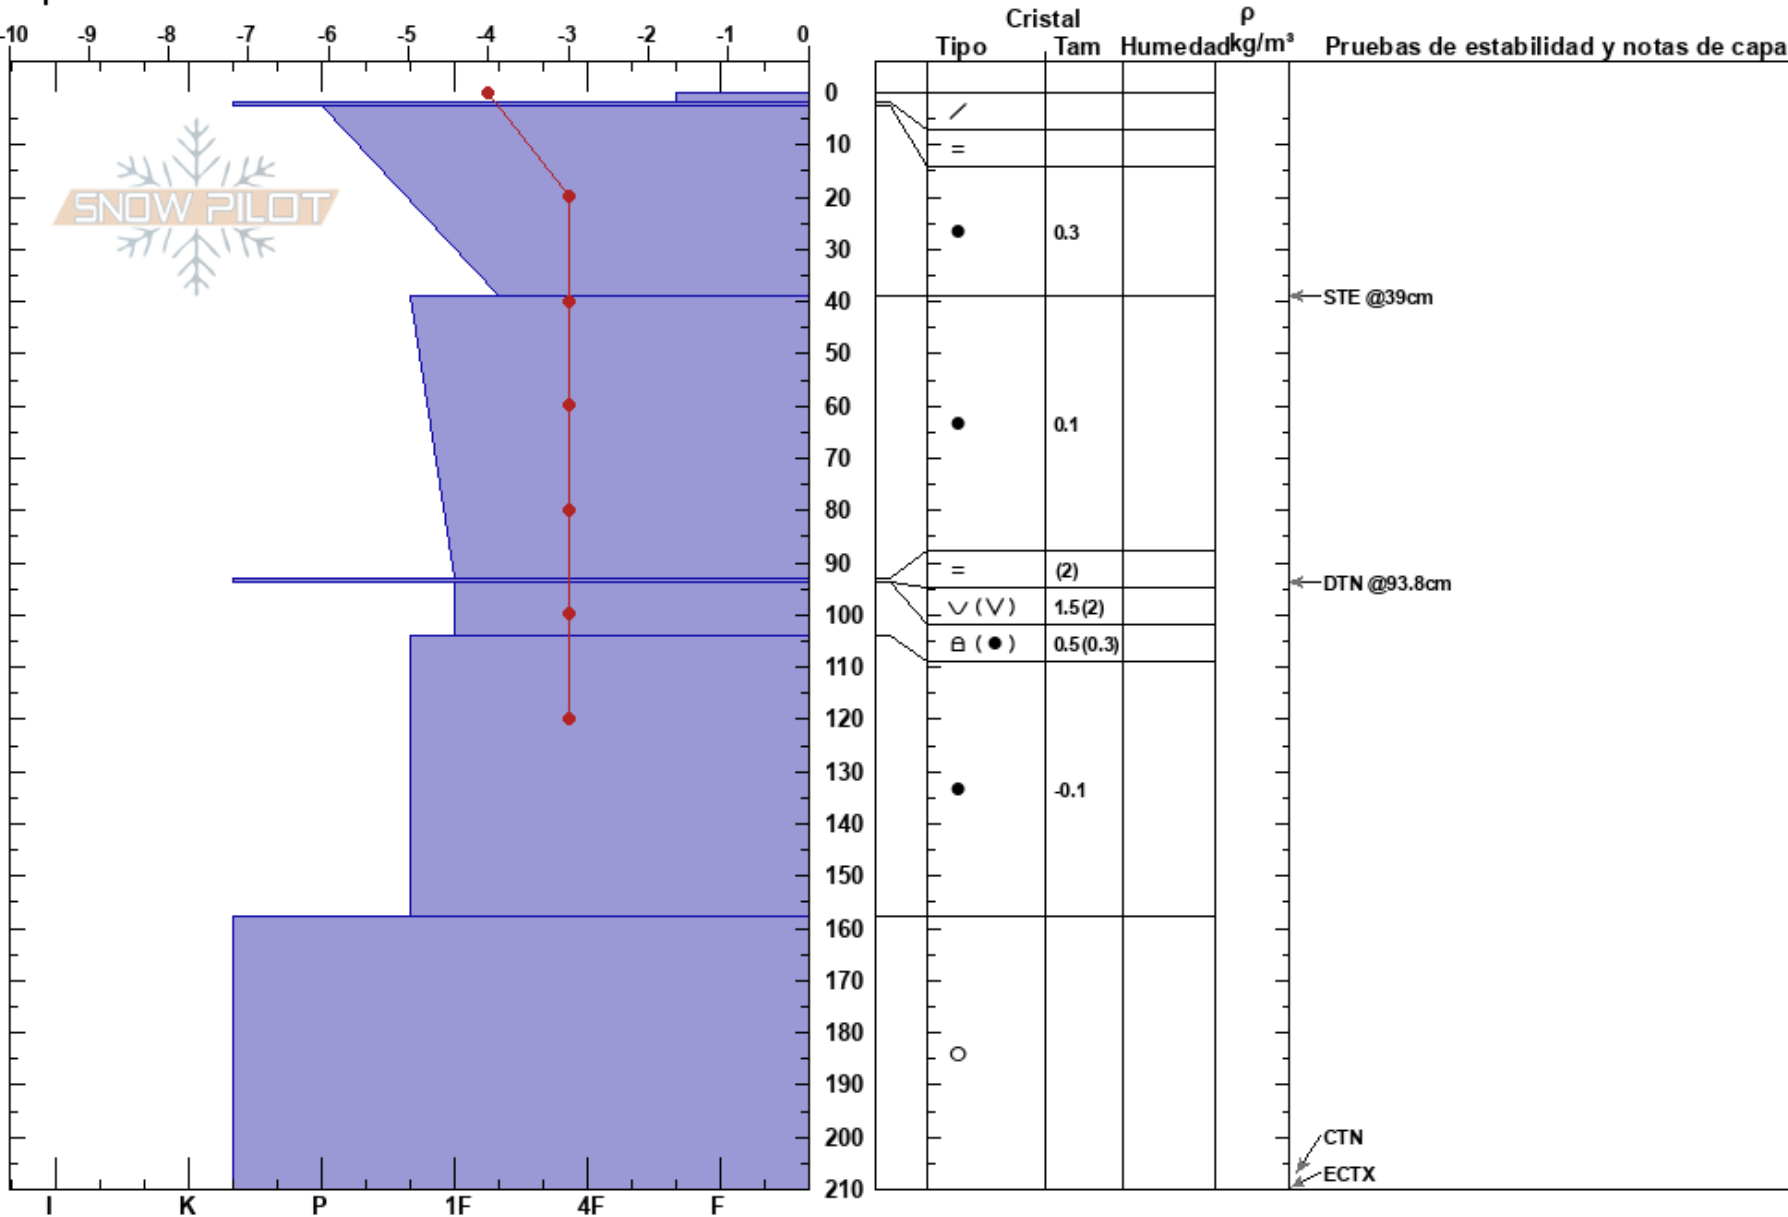 Cristal ρ
-10 -9 -8 -7 -6 -5 -4 -3 -2 -1 0 Tipo Tam Humedad kg/m³ Pruebas de estabilidad y notas de capa
0
10
=
SNOW PILOT
20
● 0.3
30
40 STE @39cm
50
60
● 0.1
70
80
90 = (2) DTN @93.8cm
100 ∨ (V) 1.5(2)
(●) 0.5(0.3)
110
120
130 ● -0.1
140
150
160
170
180
○
190
200 CTN
ECTX
210
I K P 1F 4F F